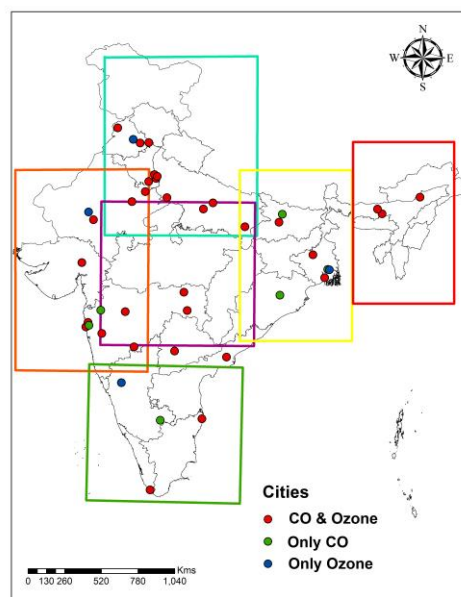 N
W E
S
Cities
CO & Ozone
Only CO
Only Ozone
Kms
0 130 260 520 780 1,040